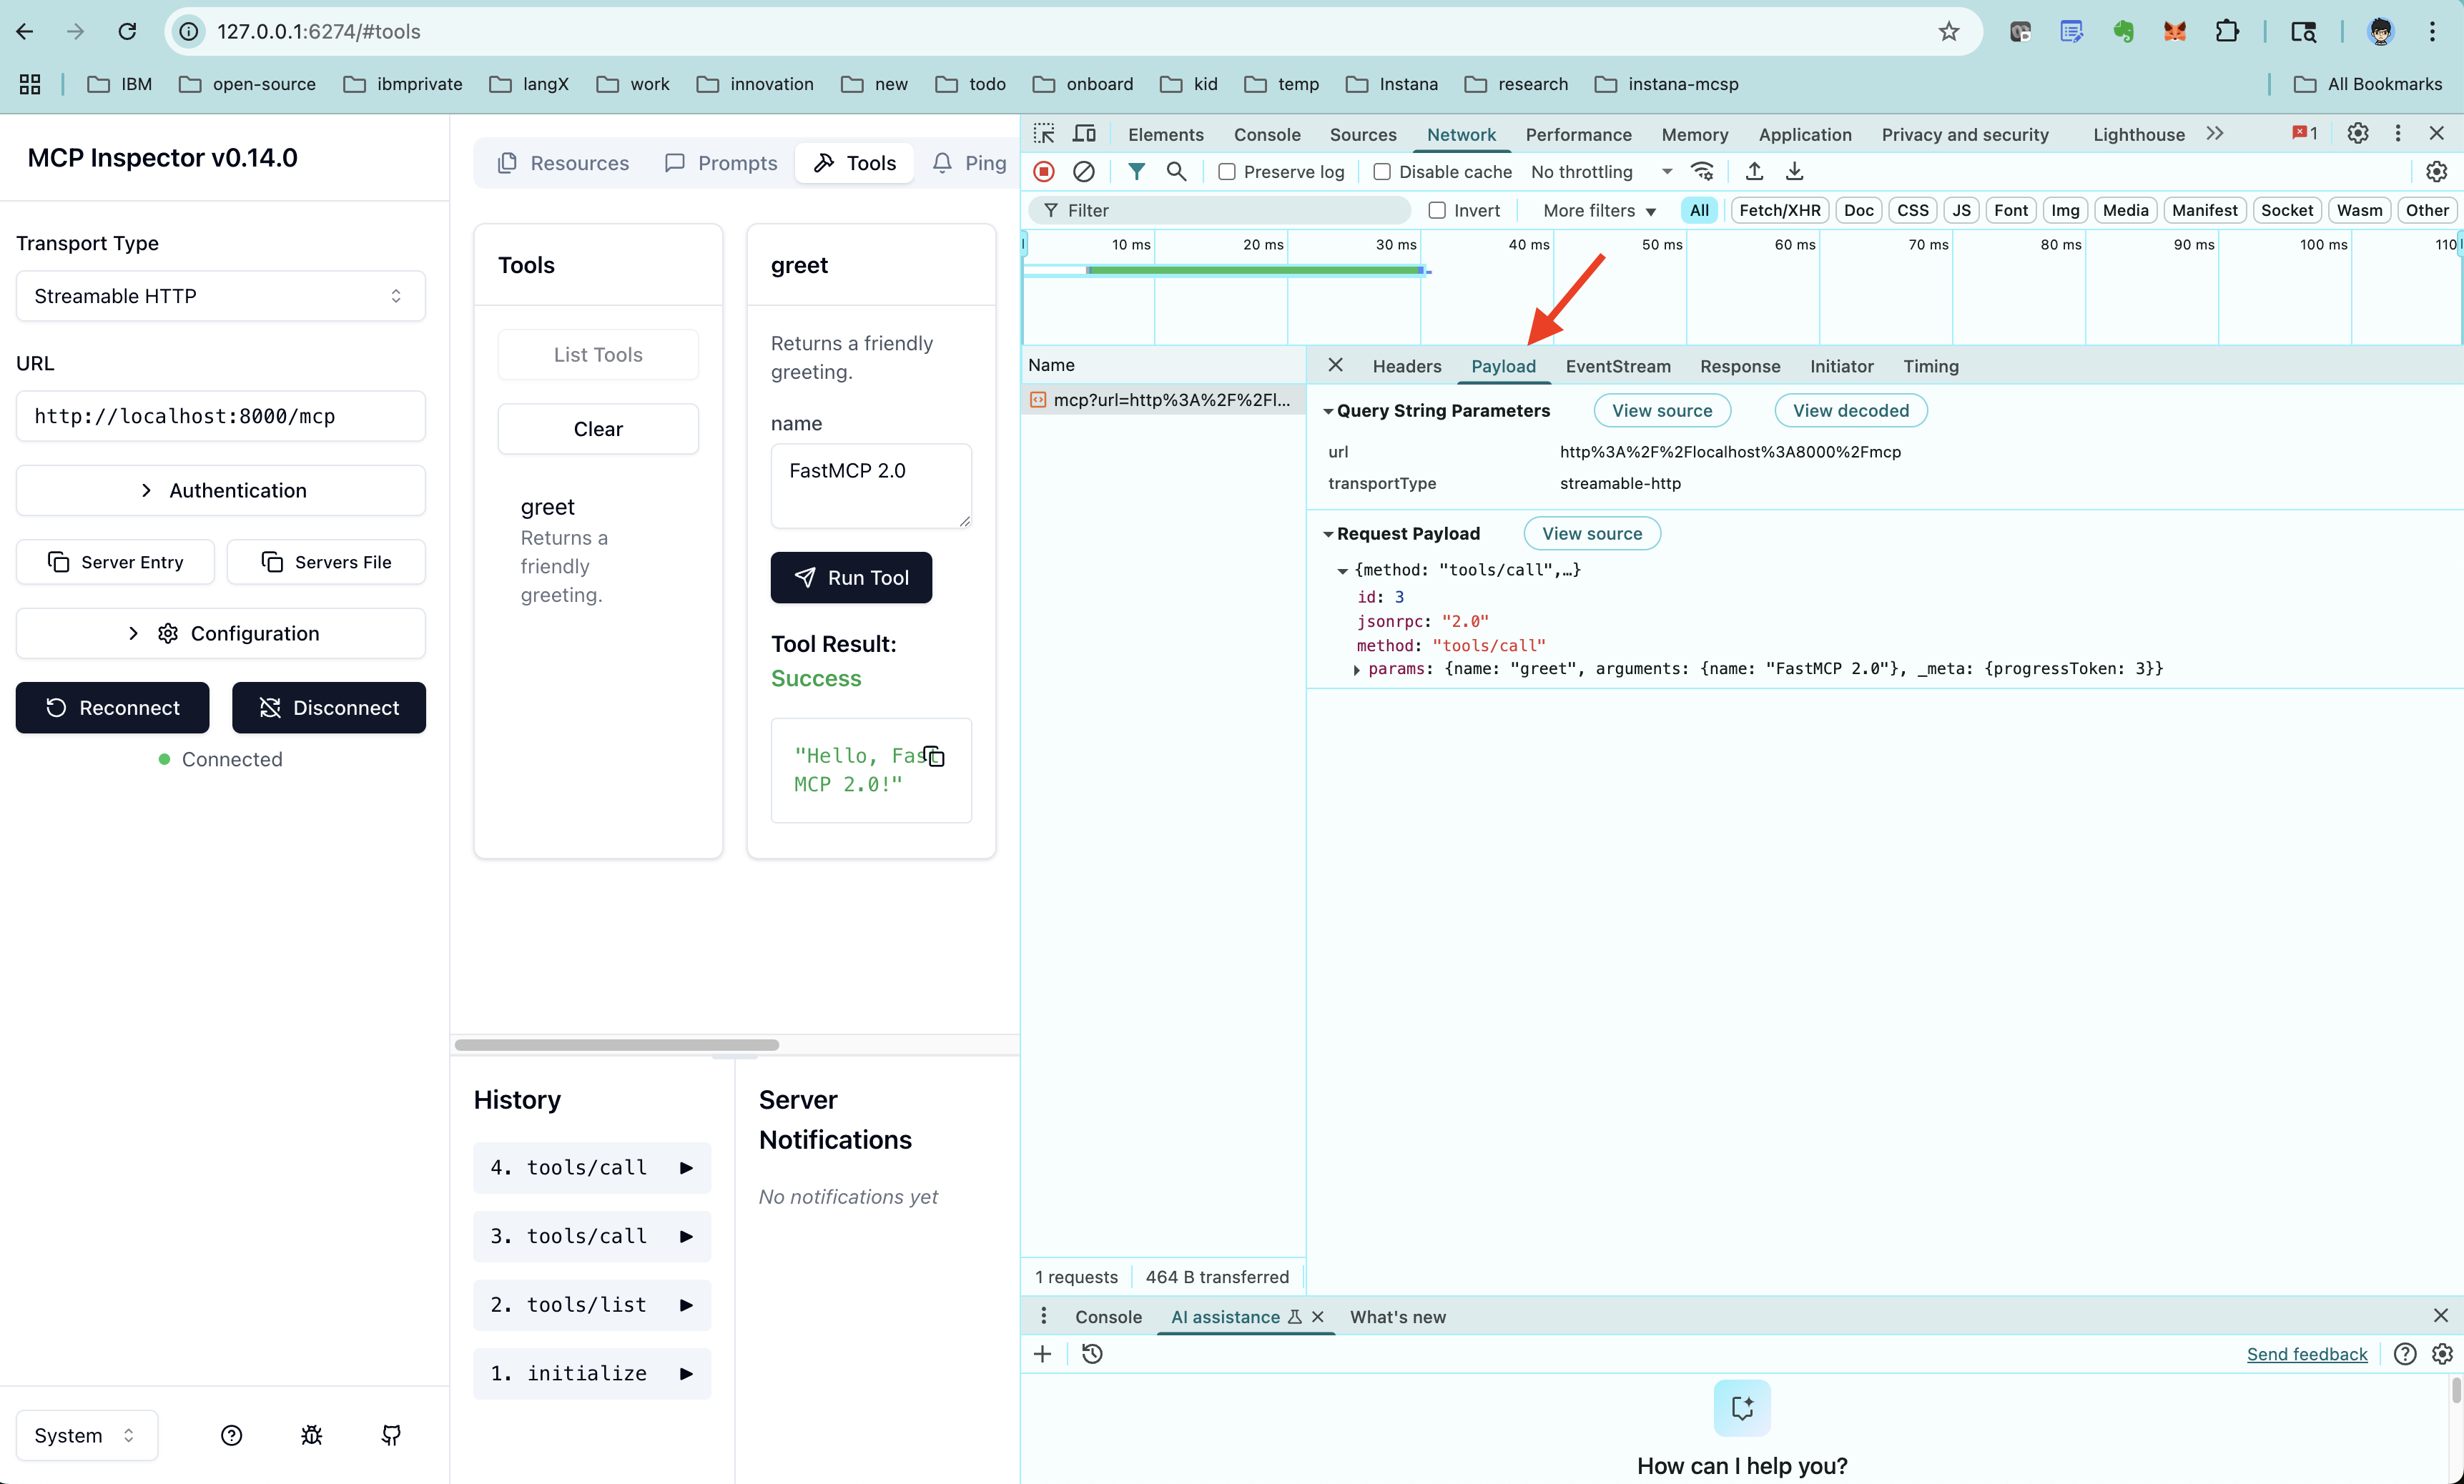 127.0.0.1:6274/#tools
IBM
open-source
ibmprivate
langX
work
innovation
new
todo
onboard
kid
temp
Instana
research
instana-mcsp
All Bookmarks
MCP Inspector v0.14.0
Transport Type
Streamable HTTP
URL
http://localhost:8000/mcp
Authentication
Server Entry
Servers File
Configuration
Reconnect
Disconnect
Connected
System
Resources
Prompts
Tools
Ping
Tools
List Tools
Clear
greet
Returns a
friendly
greeting.
greet
Returns a friendly
greeting.
name
FastMCP 2.0
Run Tool
Tool Result:
Success
"Hello, Fast
MCP 2.0!"
History
4. tools/call
3. tools/call
2. tools/list
1. initialize
Server
Notifications
No notifications yet
Elements
Console
Sources
Network
Performance
Memory
Application
Privacy and security
Lighthouse
1
Preserve log
Disable cache
No throttling
Filter
Invert
More filters
All
Fetch/XHR
Doc
CSS
JS
Font
Img
Media
Manifest
Socket
Wasm
Other
10 ms
20 ms
30 ms
40 ms
50 ms
60 ms
70 ms
80 ms
90 ms
100 ms
110
Name
mcp?url=http%3A%2F%2Fl...
Headers
Payload
EventStream
Response
Initiator
Timing
Query String Parameters
View source
View decoded
url
http%3A%2F%2Flocalhost%3A8000%2Fmcp
transportType
streamable-http
Request Payload
View source
{method: "tools/call",…}
id: 3
jsonrpc: "2.0"
method: "tools/call"
params: {name: "greet", arguments: {name: "FastMCP 2.0"}, _meta: {progressToken: 3}}
1 requests
464 B transferred
Console
AI assistance
What's new
Send feedback
How can I help you?